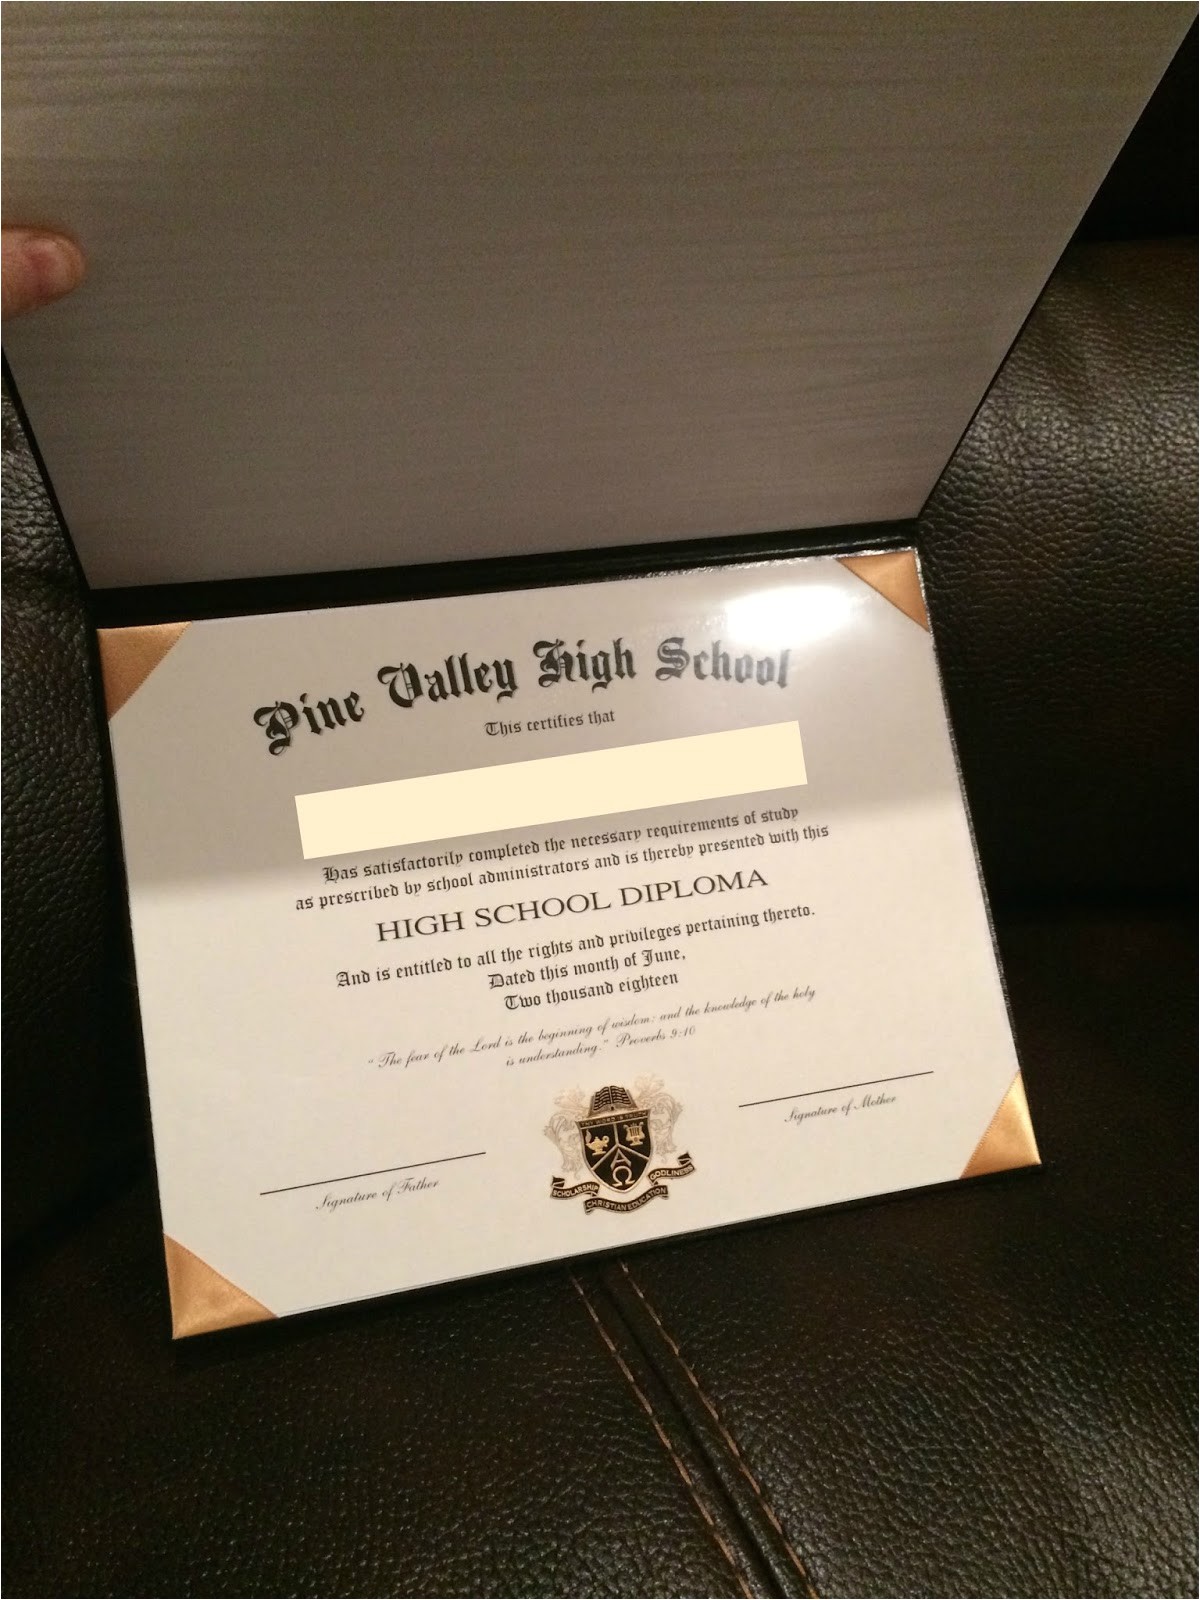 Pine Valley High School
This certifies that
Has satisfactorily completed the necessary requirements of study
as prescribed by school administrators and is thereby presented with this
HIGH SCHOOL DIPLOMA
And is entitled to all the rights and privileges pertaining thereto.
Dated this month of June,
Two thousand eighteen
“The fear of the Lord is the beginning of wisdom: and the knowledge of the holy
is understanding.” Proverbs 9:10
Signature of Mother
Signature of Father
THY WORD IS TRUTH
Α
Ω
SCHOLARSHIP
CHRISTIAN EDUCATION
GODLINESS